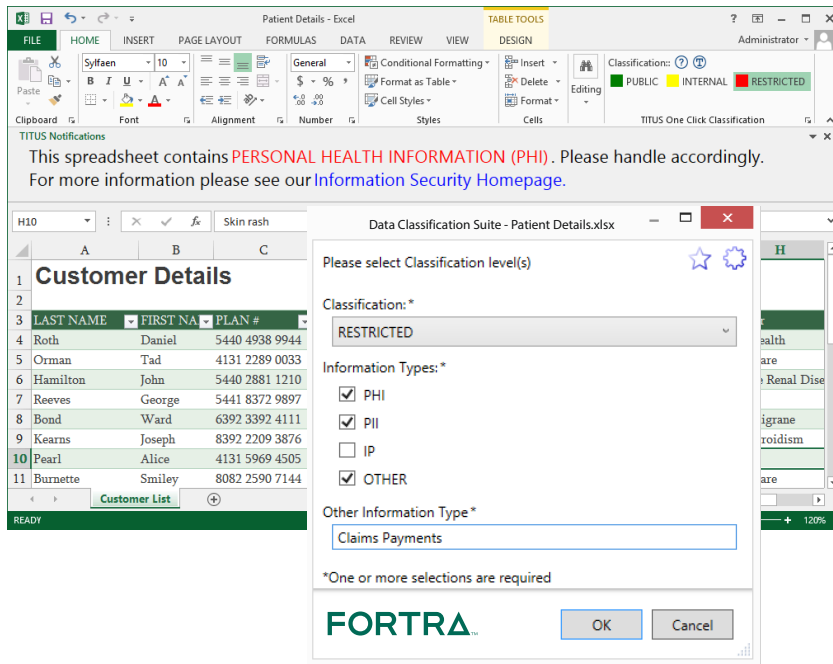 Patient Details - Excel
TABLE TOOLS
?
FILE HOME INSERT PAGE LAYOUT FORMULAS DATA REVIEW VIEW DESIGN
Administrator
Paste
Sylfaen 10
B I U A A
A
General
$ - % ,
Conditional Formatting
Format as Table
Cell Styles
Insert
Delete
Format
Editing
Classification::
PUBLIC INTERNAL RESTRICTED
Clipboard Font Alignment Number Styles Cells TITUS One Click Classification
TITUS Notifications
This spreadsheet contains PERSONAL HEALTH INFORMATION (PHI). Please handle accordingly.
For more information please see our Information Security Homepage.
H10 fx Skin rash
A B C H
1 Customer Details
2
3 LAST NAME FIRST NA PLAN #
4 Roth Daniel 5440 4938 9944
5 Orman Tad 4131 2289 0033
6 Hamilton John 5440 2881 1210 Renal Dise
7 Reeves George 5441 8372 9897
8 Bond Ward 6392 3392 4111
9 Kearns Joseph 8392 2209 3876
10 Pearl Alice 4131 5969 4505
11 Burnette Smiley 8082 2590 7144
Customer List
READY
120%
Data Classification Suite - Patient Details.xlsx
Please select Classification level(s)
Classification:*
RESTRICTED
Information Types:*
PHI
PII
IP
OTHER
Other Information Type*
Claims Payments
*One or more selections are required
FORTRA™
OK Cancel